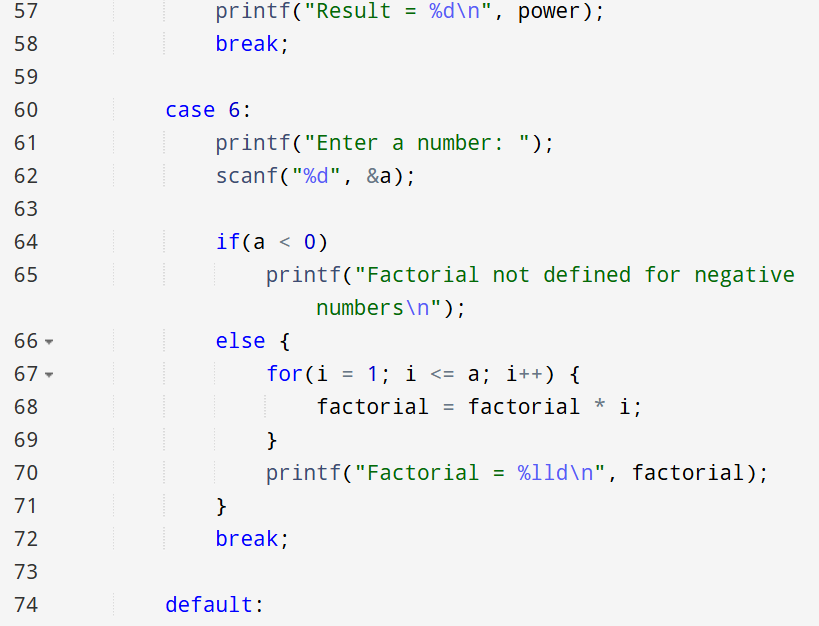 57 printf("Result = %d\n", power);
58 break;
59
60 case 6:
61 printf("Enter a number: ");
62 scanf("%d", &a);
63
64 if(a < 0)
65 printf("Factorial not defined for negative
numbers\n");
66 else {
67 for(i = 1; i <= a; i++) {
68 factorial = factorial * i;
69 }
70 printf("Factorial = %lld\n", factorial);
71 }
72 break;
73
74 default: